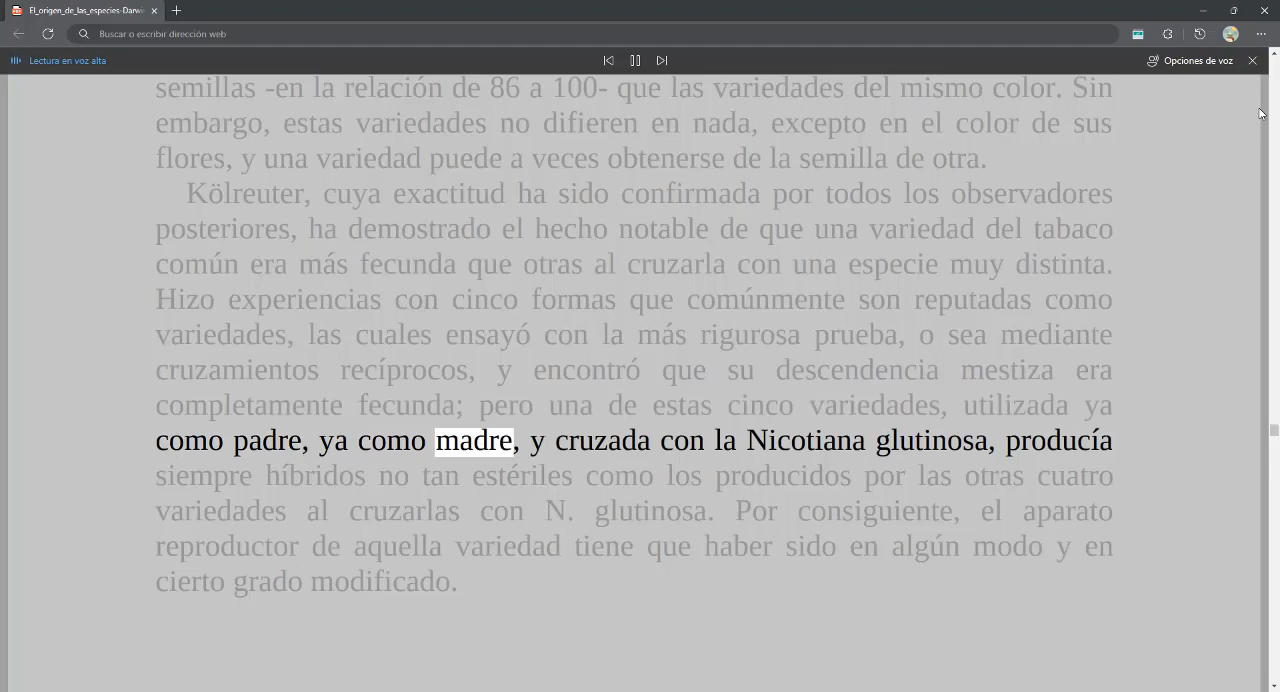 El_origen_de_las_especies-Darwi
Buscar o escribir dirección web
Lectura en voz alta
Opciones de voz
semillas -en la relación de 86 a 100- que las variedades del mismo color. Sin
embargo, estas variedades no difieren en nada, excepto en el color de sus
flores, y una variedad puede a veces obtenerse de la semilla de otra.
Kölreuter, cuya exactitud ha sido confirmada por todos los observadores
posteriores, ha demostrado el hecho notable de que una variedad del tabaco
común era más fecunda que otras al cruzarla con una especie muy distinta.
Hizo experiencias con cinco formas que comúnmente son reputadas como
variedades, las cuales ensayó con la más rigurosa prueba, o sea mediante
cruzamientos recíprocos, y encontró que su descendencia mestiza era
completamente fecunda; pero una de estas cinco variedades, utilizada ya
como padre, ya como madre, y cruzada con la Nicotiana glutinosa, producía
siempre híbridos no tan estériles como los producidos por las otras cuatro
variedades al cruzarlas con N. glutinosa. Por consiguiente, el aparato
reproductor de aquella variedad tiene que haber sido en algún modo y en
cierto grado modificado.